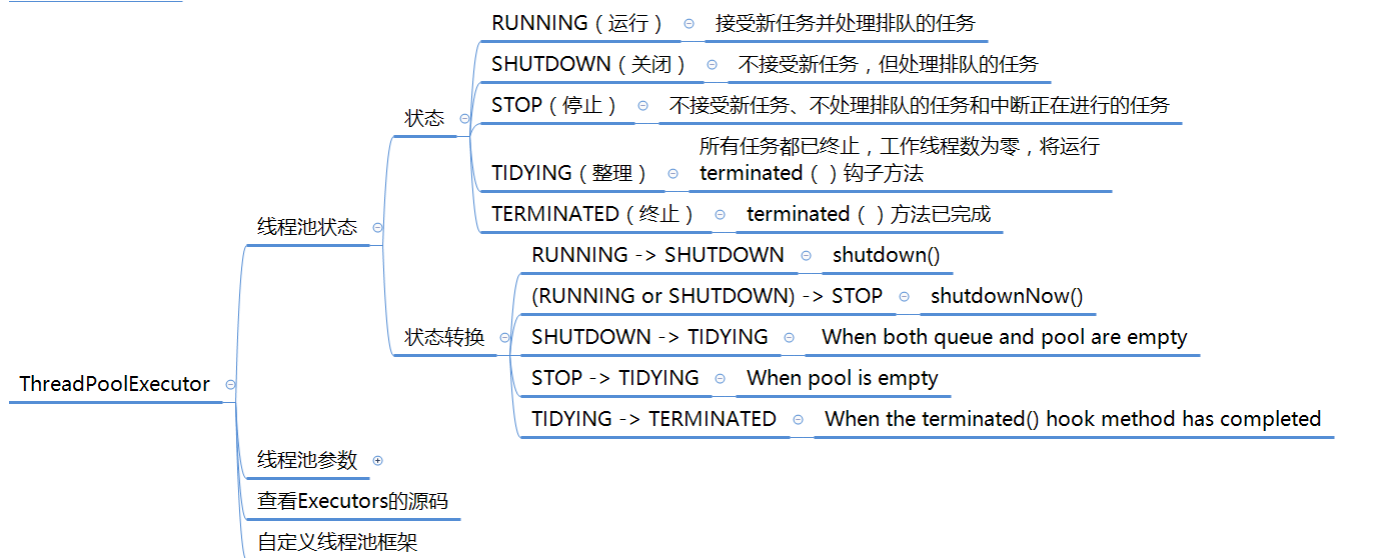 RUNNING（运行）
接受新任务并处理排队的任务
SHUTDOWN（关闭）
不接受新任务，但处理排队的任务
状态
STOP（停止）
不接受新任务、不处理排队的任务和中断正在进行的任务
所有任务都已终止，工作线程数为零，将运行
TIDYING（整理）
terminated（）钩子方法
TERMINATED（终止）
terminated（）方法已完成
线程池状态
RUNNING -> SHUTDOWN
shutdown()
(RUNNING or SHUTDOWN) -> STOP
shutdownNow()
状态转换
SHUTDOWN -> TIDYING
When both queue and pool are empty
STOP -> TIDYING
When pool is empty
TIDYING -> TERMINATED
When the terminated() hook method has completed
ThreadPoolExecutor
线程池参数
查看Executors的源码
自定义线程池框架